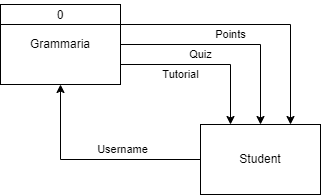 0
Grammaria
Points
Quiz
Tutorial
Username
Student